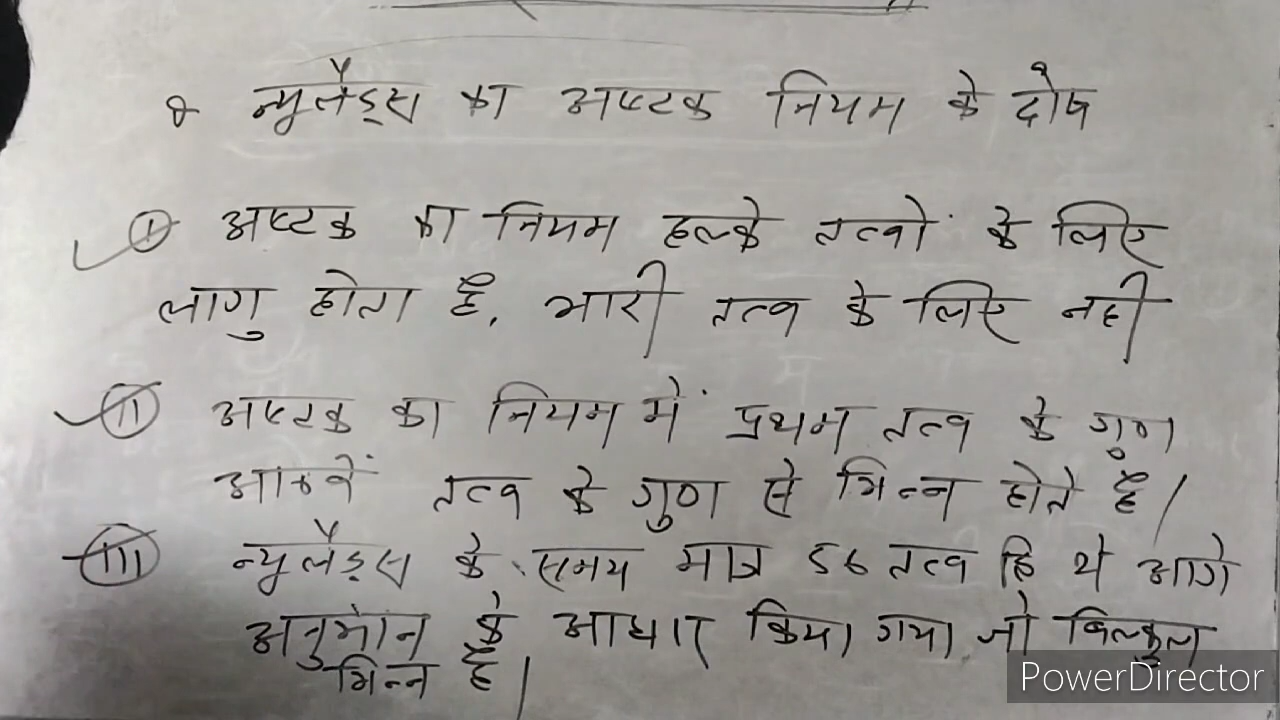 न्युलैंड्स का अष्टक नियम के दोष
I अष्टक का नियम हल्के तत्वों के लिए
लागु होता है, भारी तत्व के लिए नही
II अष्टक का नियम में प्रथम तत्व के गुण
आठवें तत्व के गुण से भिन्न होते है।
III न्युलैंड्स के समय मात्र 56 तत्व हि थे आगे
अनुमान के आधार किया गया जो बिल्कुल
भिन्न है।
PowerDirector